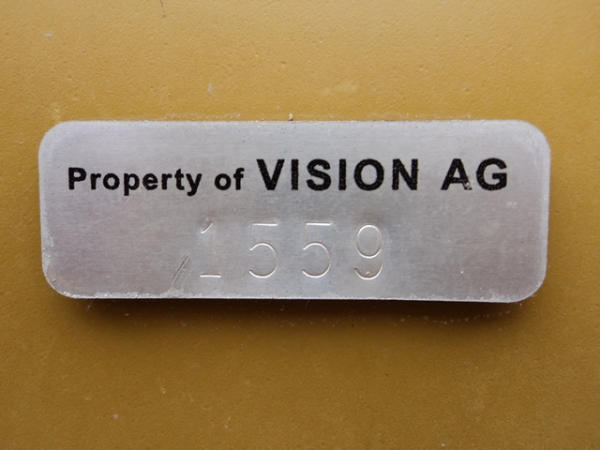 Property of VISION AG
1559